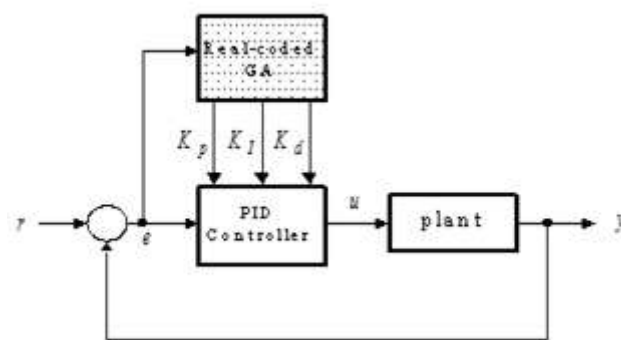 Real-coded
GA
K p K I K d
r
e
PID
Controller
u
plant
y